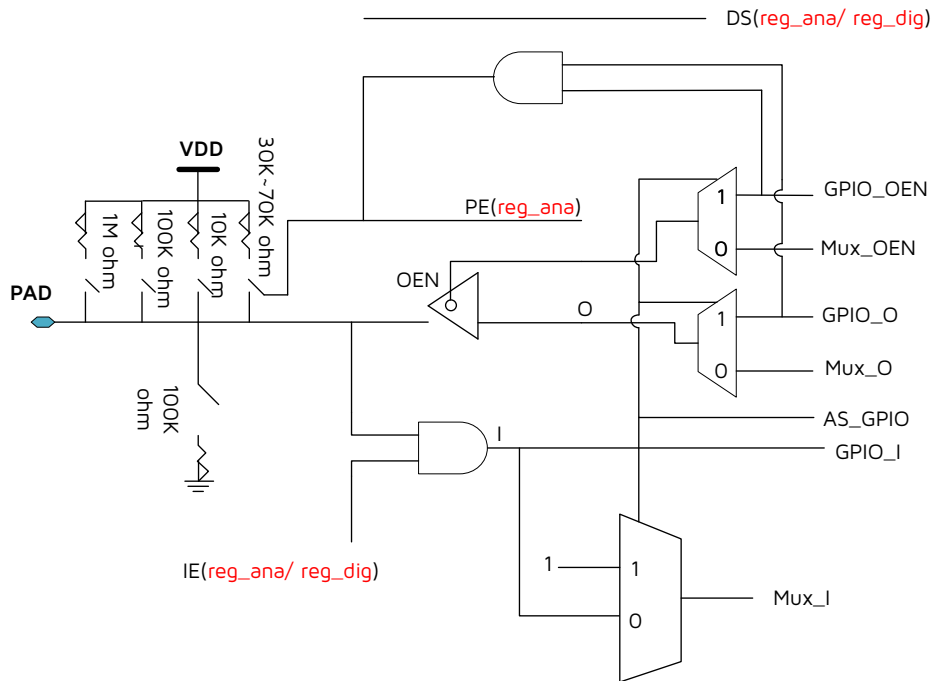 DS(reg_ana/ reg_dig)
VDD
30K~70K ohm
10K ohm
100K ohm
1M ohm
PE(reg_ana)
1
GPIO_OEN
0
Mux_OEN
OEN
PAD
O
1
GPIO_O
0
Mux_O
100K
ohm
AS_GPIO
I
GPIO_I
IE(reg_ana/ reg_dig)
1
1
0
Mux_I